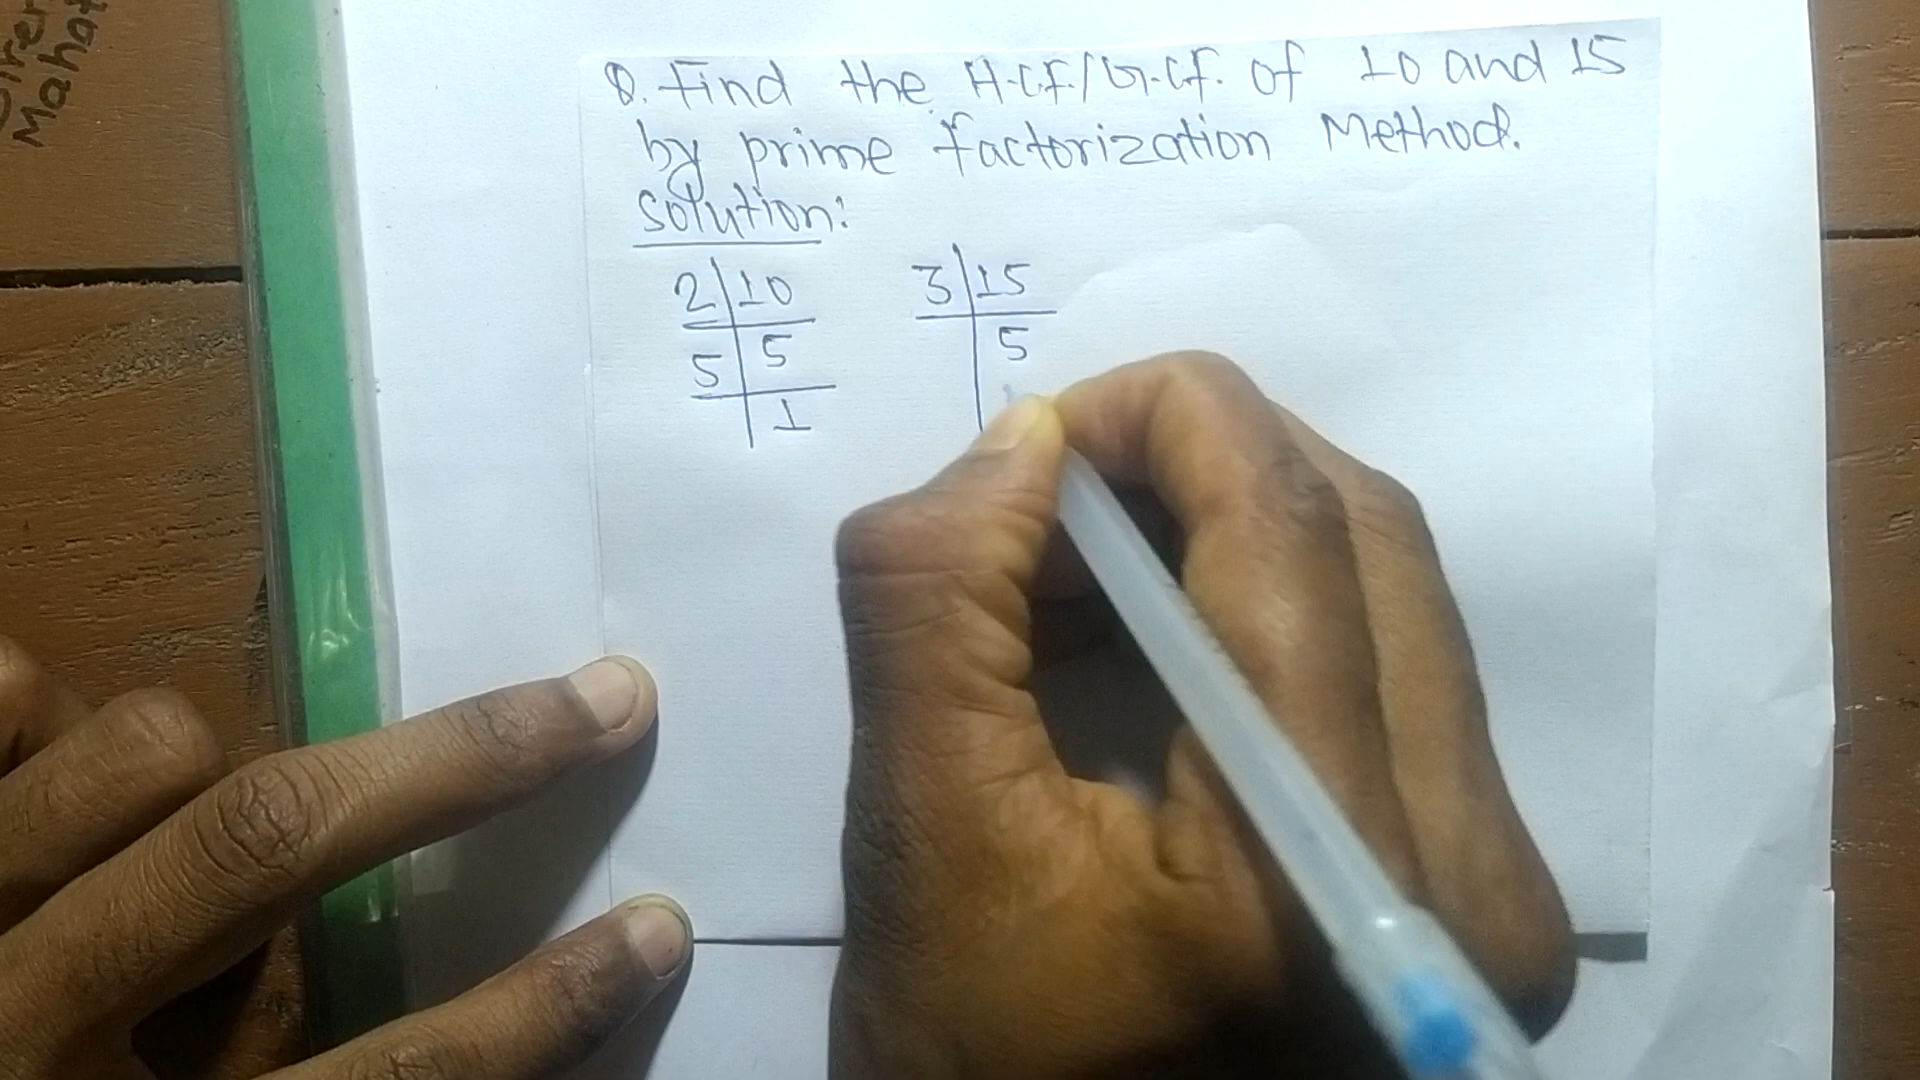 Q. Find the H.C.F./G.C.F. of 10 and 15
by prime factorization Method.
solution:
2 10 3 15
5 5 5
1